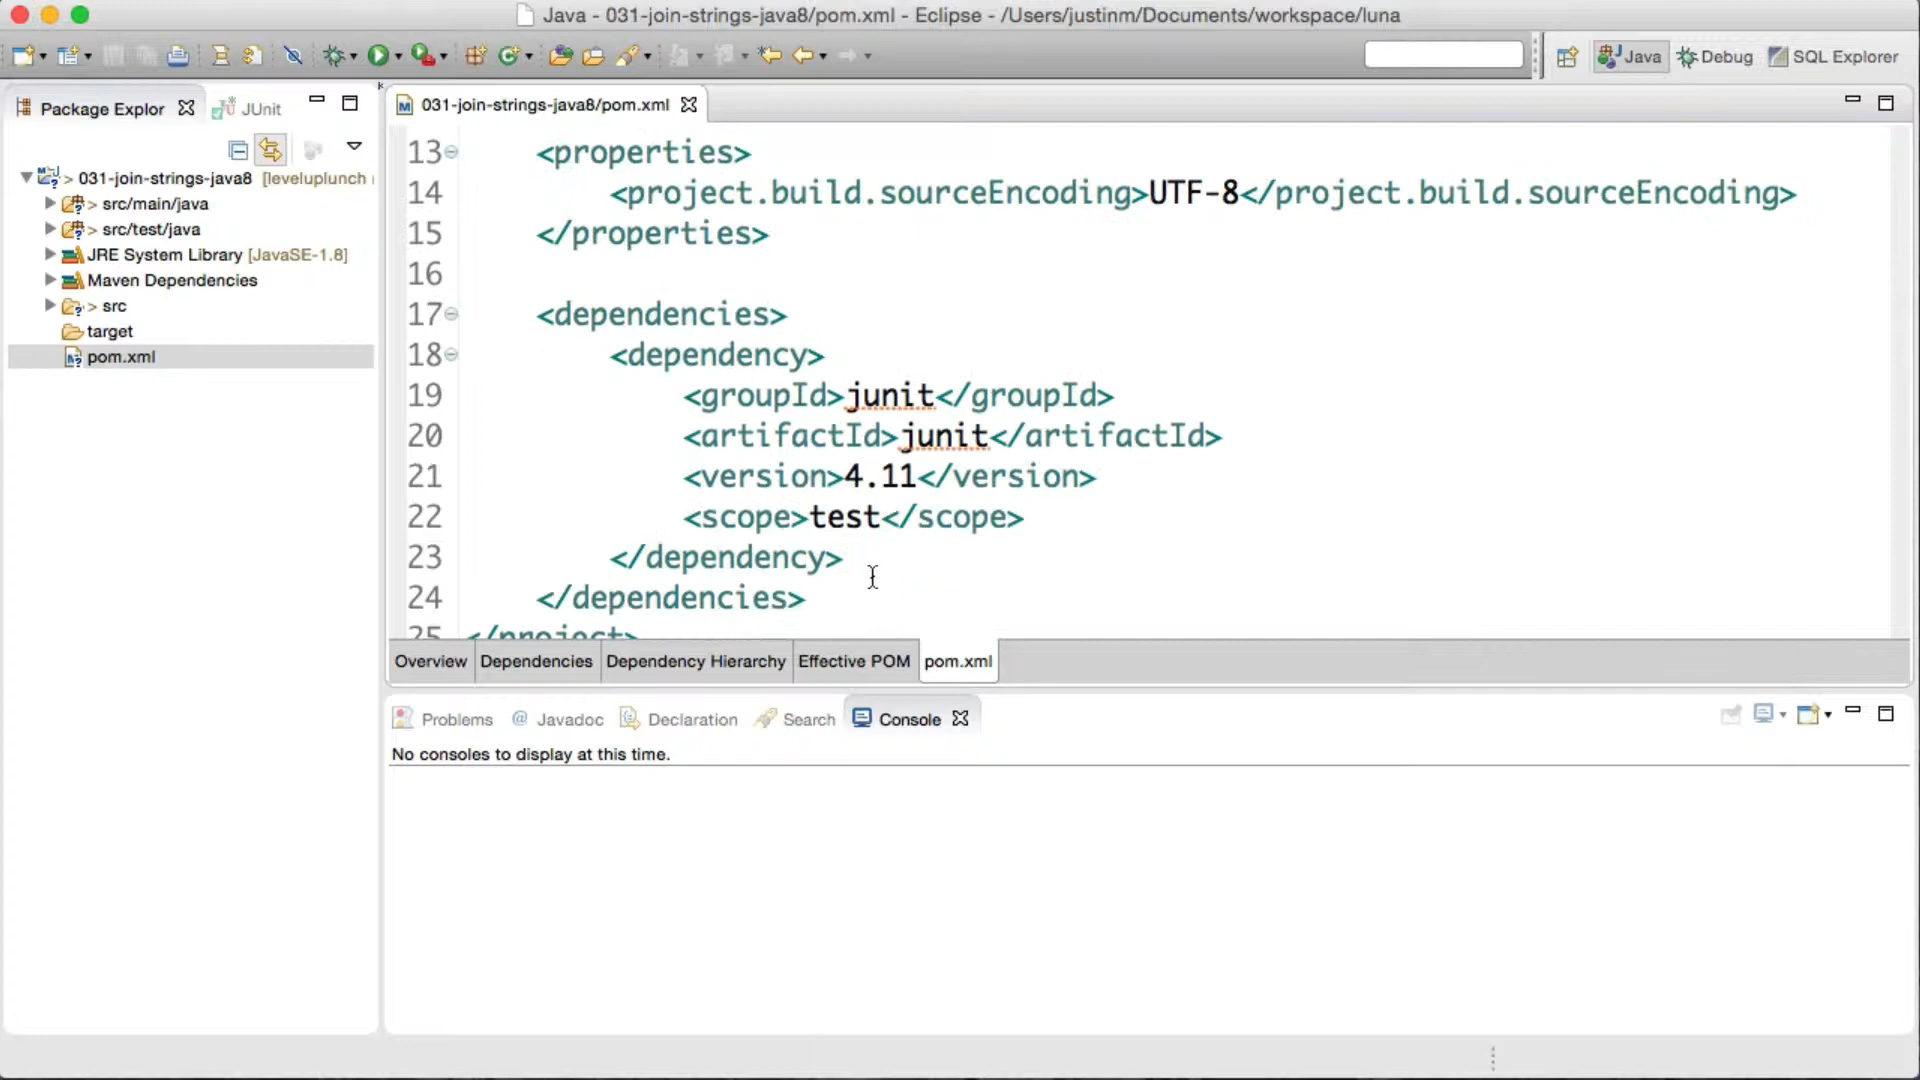 Java - 031-join-strings-java8/pom.xml - Eclipse - /Users/justinm/Documents/workspace/luna
Java Debug SQL Explorer
Package Explor JUnit
031-join-strings-java8/pom.xml
> 031-join-strings-java8 [leveluplunch
> src/main/java
> src/test/java
JRE System Library [JavaSE-1.8]
Maven Dependencies
> src
target
pom.xml
13 <properties>
14 <project.build.sourceEncoding>UTF-8</project.build.sourceEncoding>
15 </properties>
16
17 <dependencies>
18 <dependency>
19 <groupId>junit</groupId>
20 <artifactId>junit</artifactId>
21 <version>4.11</version>
22 <scope>test</scope>
23 </dependency>
24 </dependencies>
25 </project>
Overview Dependencies Dependency Hierarchy Effective POM pom.xml
Problems @ Javadoc Declaration Search Console
No consoles to display at this time.